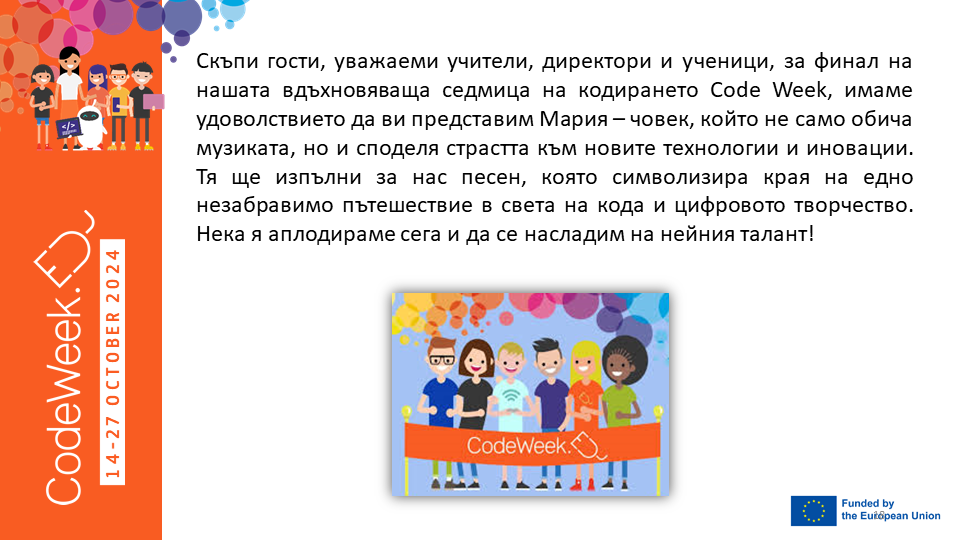 Скъпи гости, уважаеми учители, директори и ученици, за финал на
нашата вдъхновяваща седмица на кодирането Code Week, имаме
удоволствието да ви представим Мария – човек, който не само обича
музиката, но и споделя страстта към новите технологии и иновации.
Тя ще изпълни за нас песен, която символизира края на едно
незабравимо пътешествие в света на кода и цифровото творчество.
Нека я аплодираме сега и да се насладим на нейния талант!
CodeWeek.EU
14-27 OCTOBER 2024
</>
CodeWeek.EU
Funded by
the European Union